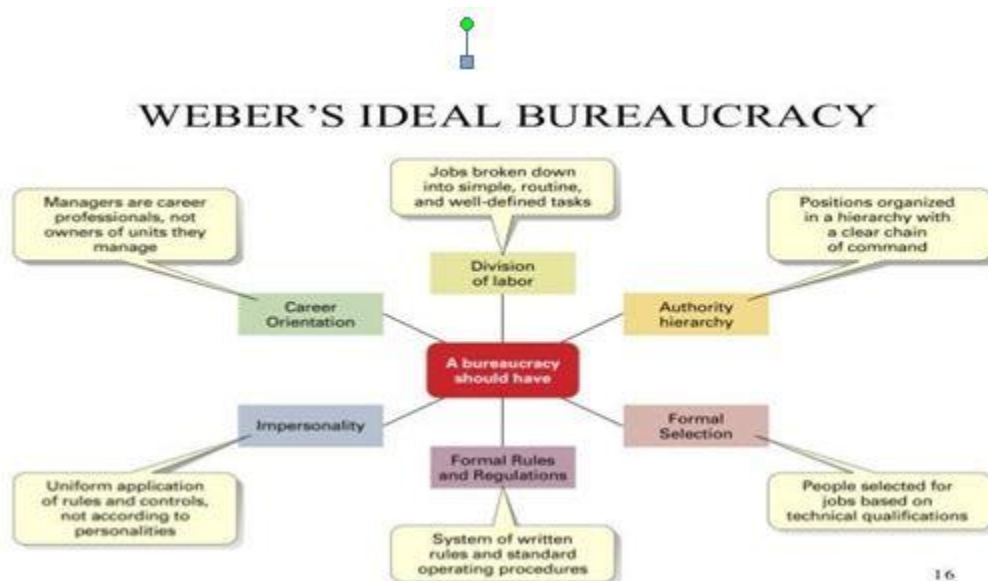 WEBER'S IDEAL BUREAUCRACY
Jobs broken down
into simple, routine,
and well-defined tasks
Managers are career
professionals, not
owners of units they
manage
Positions organized
in a hierarchy with
a clear chain
of command
Division
of labor
Career
Orientation
Authority
hierarchy
A bureaucracy
should have
Impersonality
Formal
Selection
Formal Rules
and Regulations
Uniform application
of rules and controls,
not according to
personalities
People selected for
jobs based on
technical qualifications
System of written
rules and standard
operating procedures
16